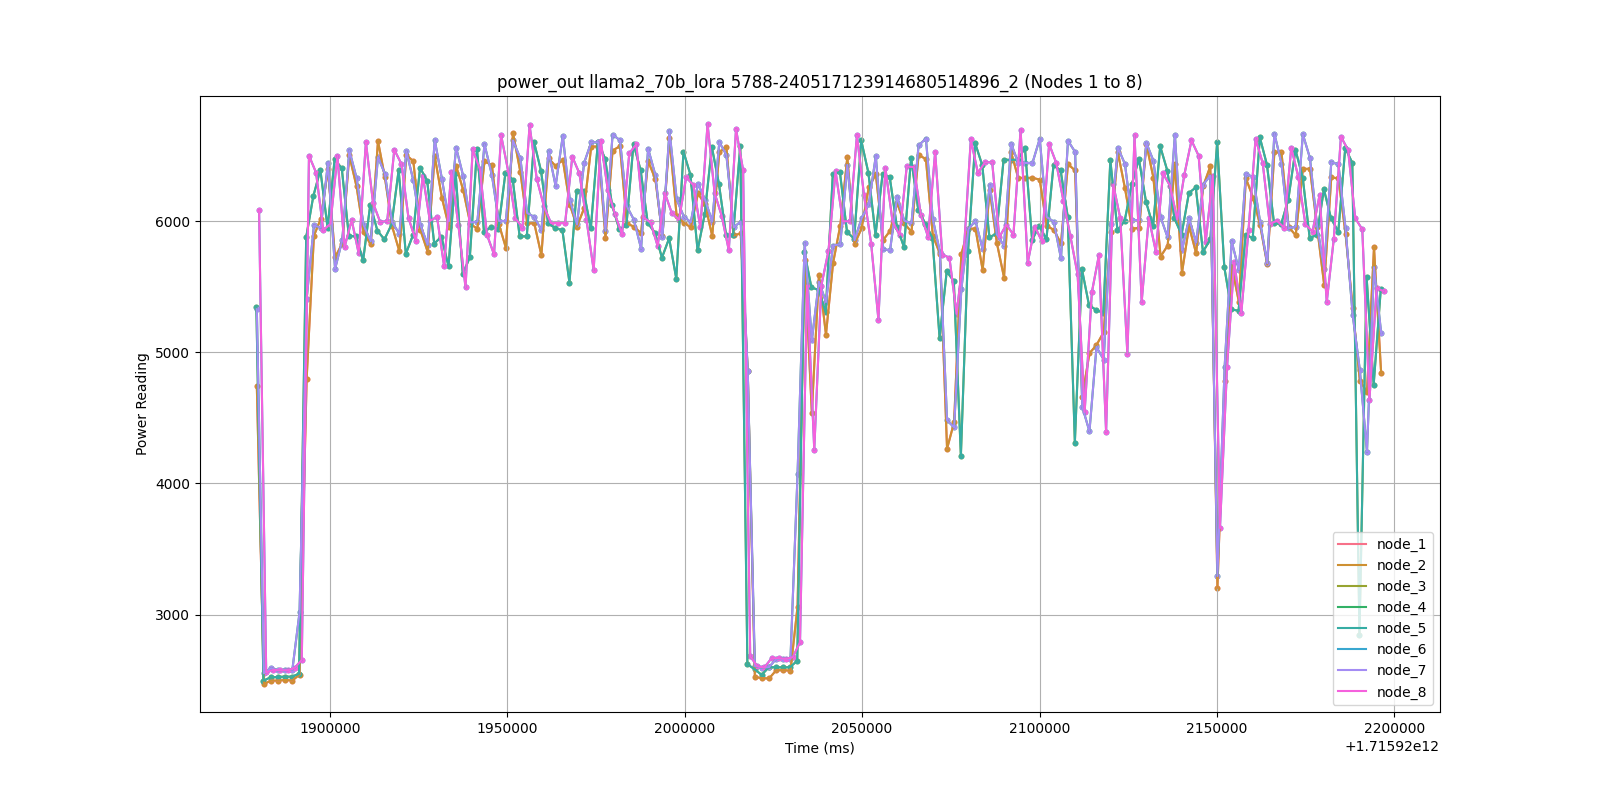 power_out llama2_70b_lora 5788-240517123914680514896_2 (Nodes 1 to 8)
Power Reading
6000
5000
4000
3000
node_1
node_2
node_3
node_4
node_5
node_6
node_7
node_8
1900000 1950000 2000000 2050000 2100000 2150000 2200000
Time (ms)
+1.71592e12